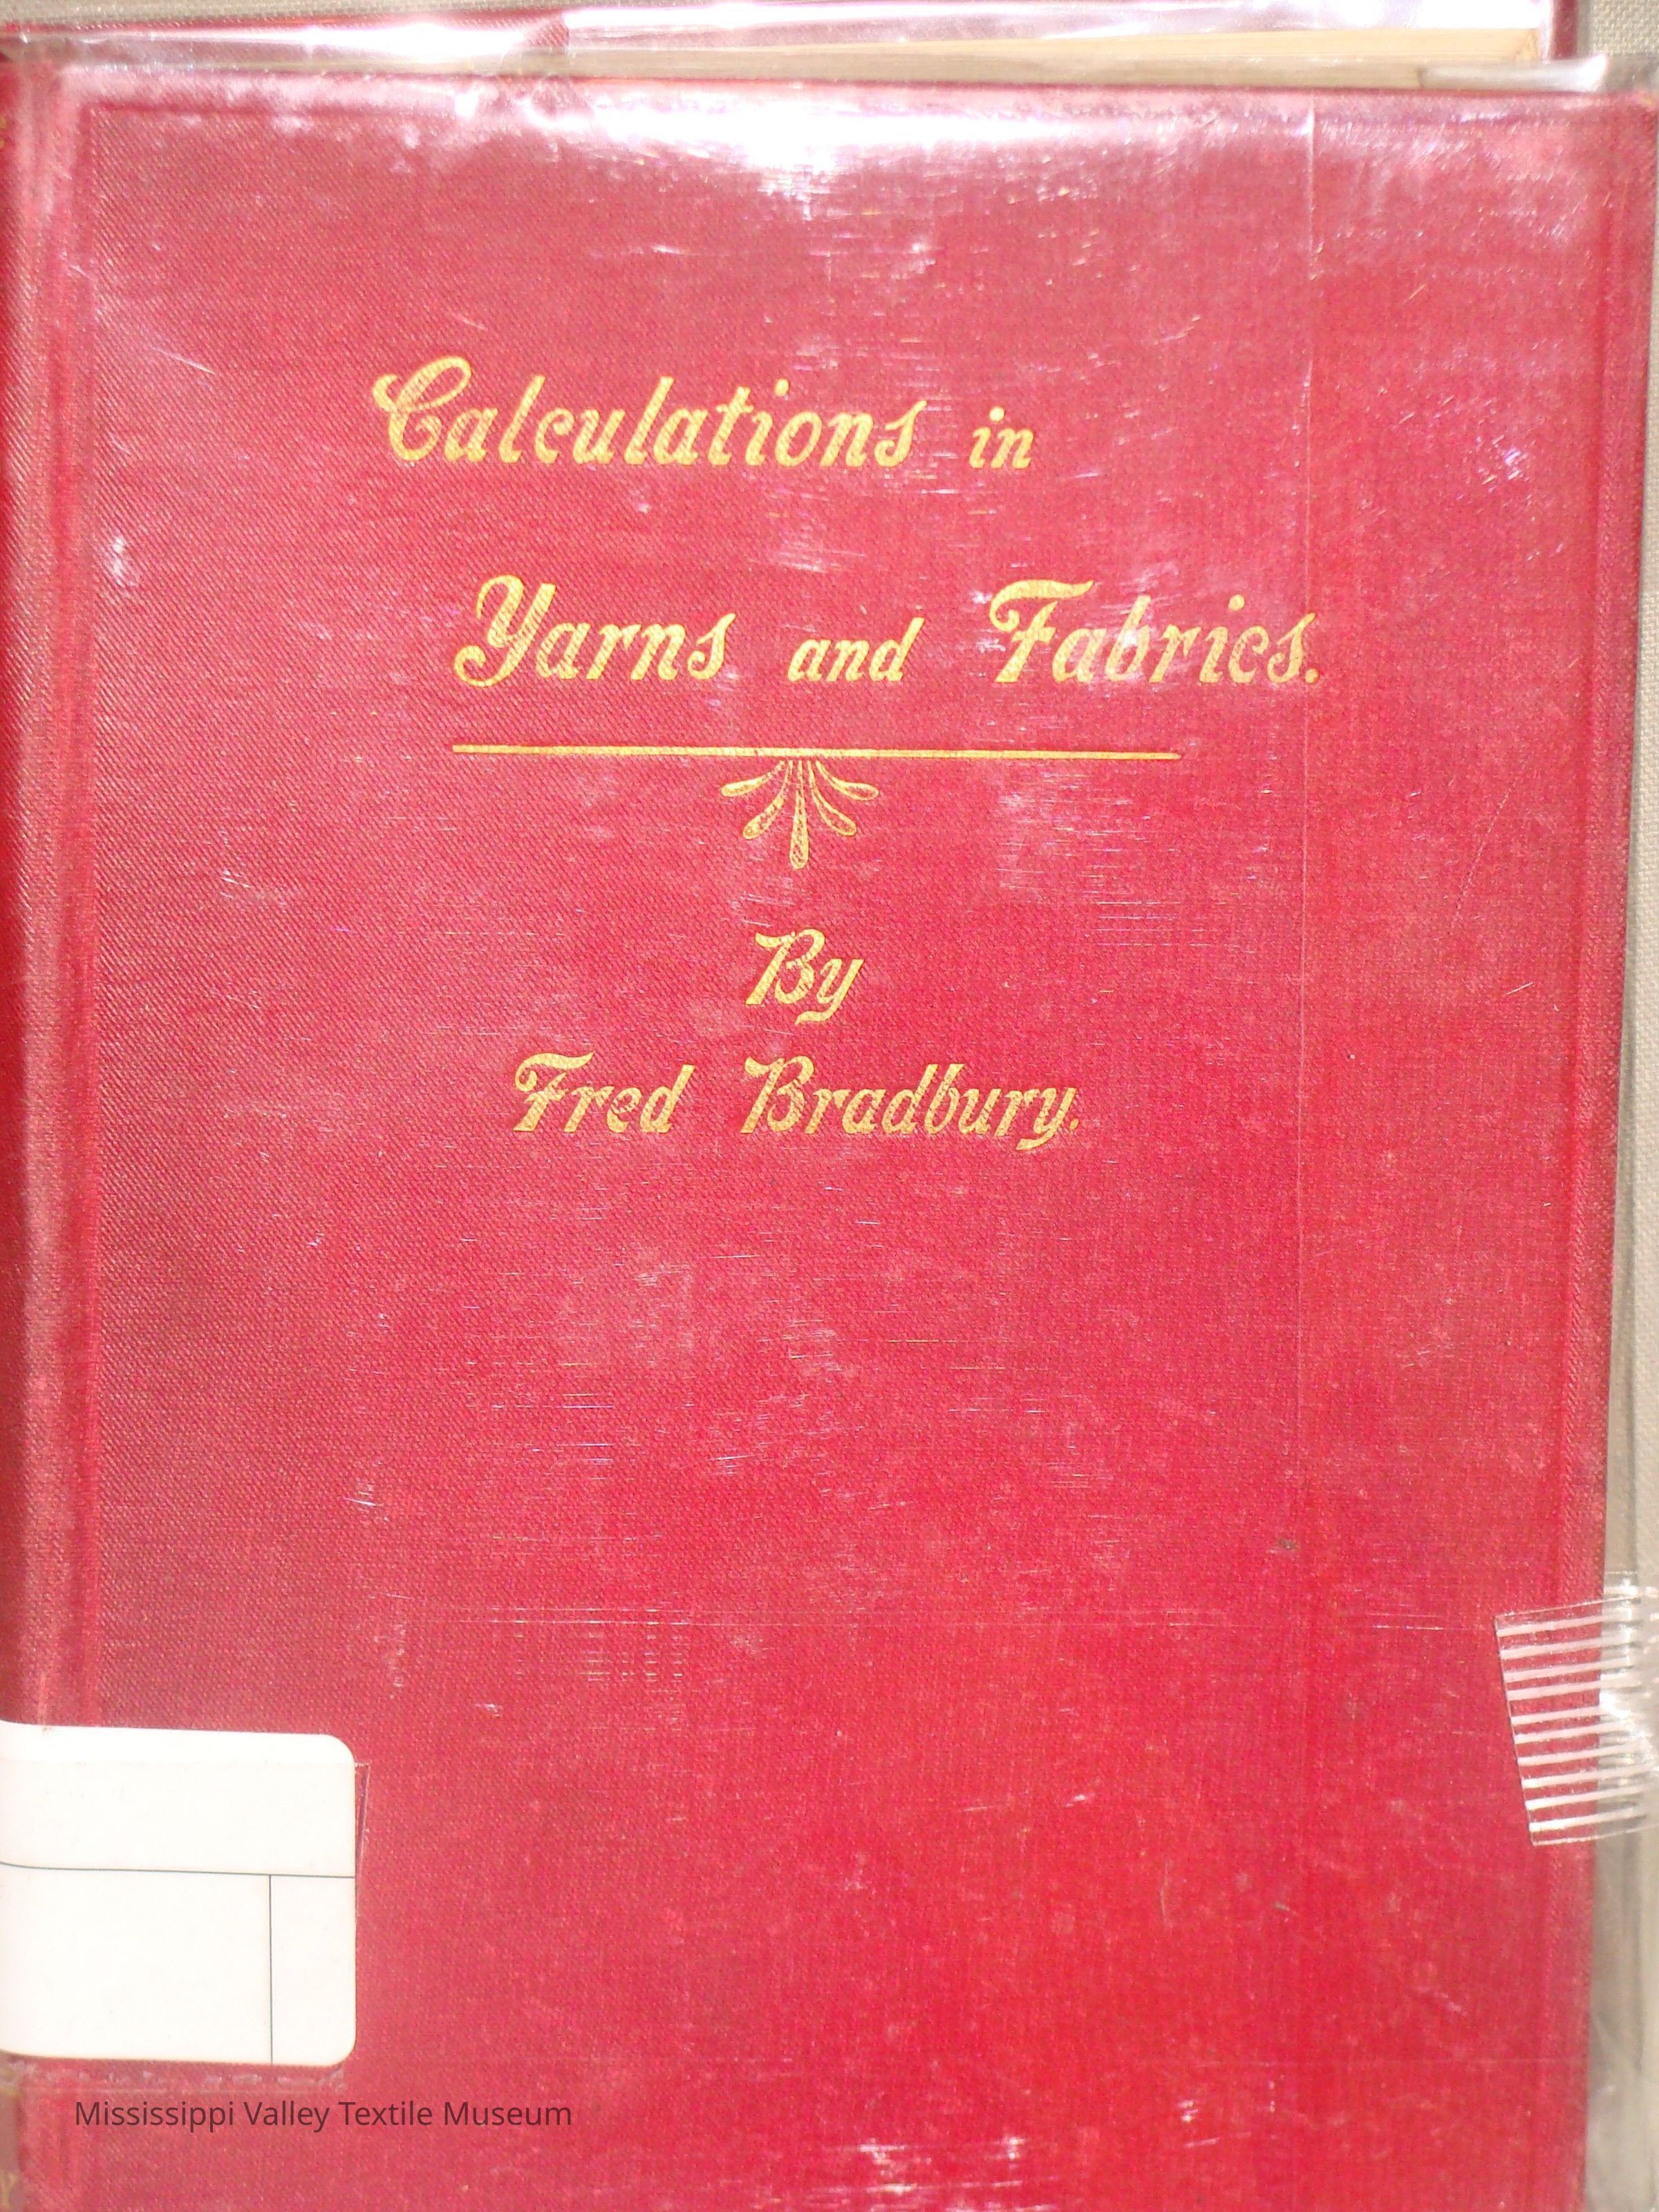 Calculations in
Yarns and Fabrics.
By
Fred Bradbury.
Mississippi Valley Textile Museum